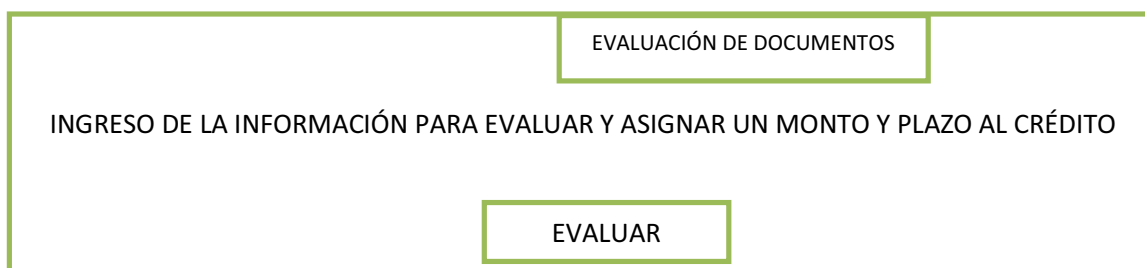 EVALUACIÓN DE DOCUMENTOS
INGRESO DE LA INFORMACIÓN PARA EVALUAR Y ASIGNAR UN MONTO Y PLAZO AL CRÉDITO
EVALUAR